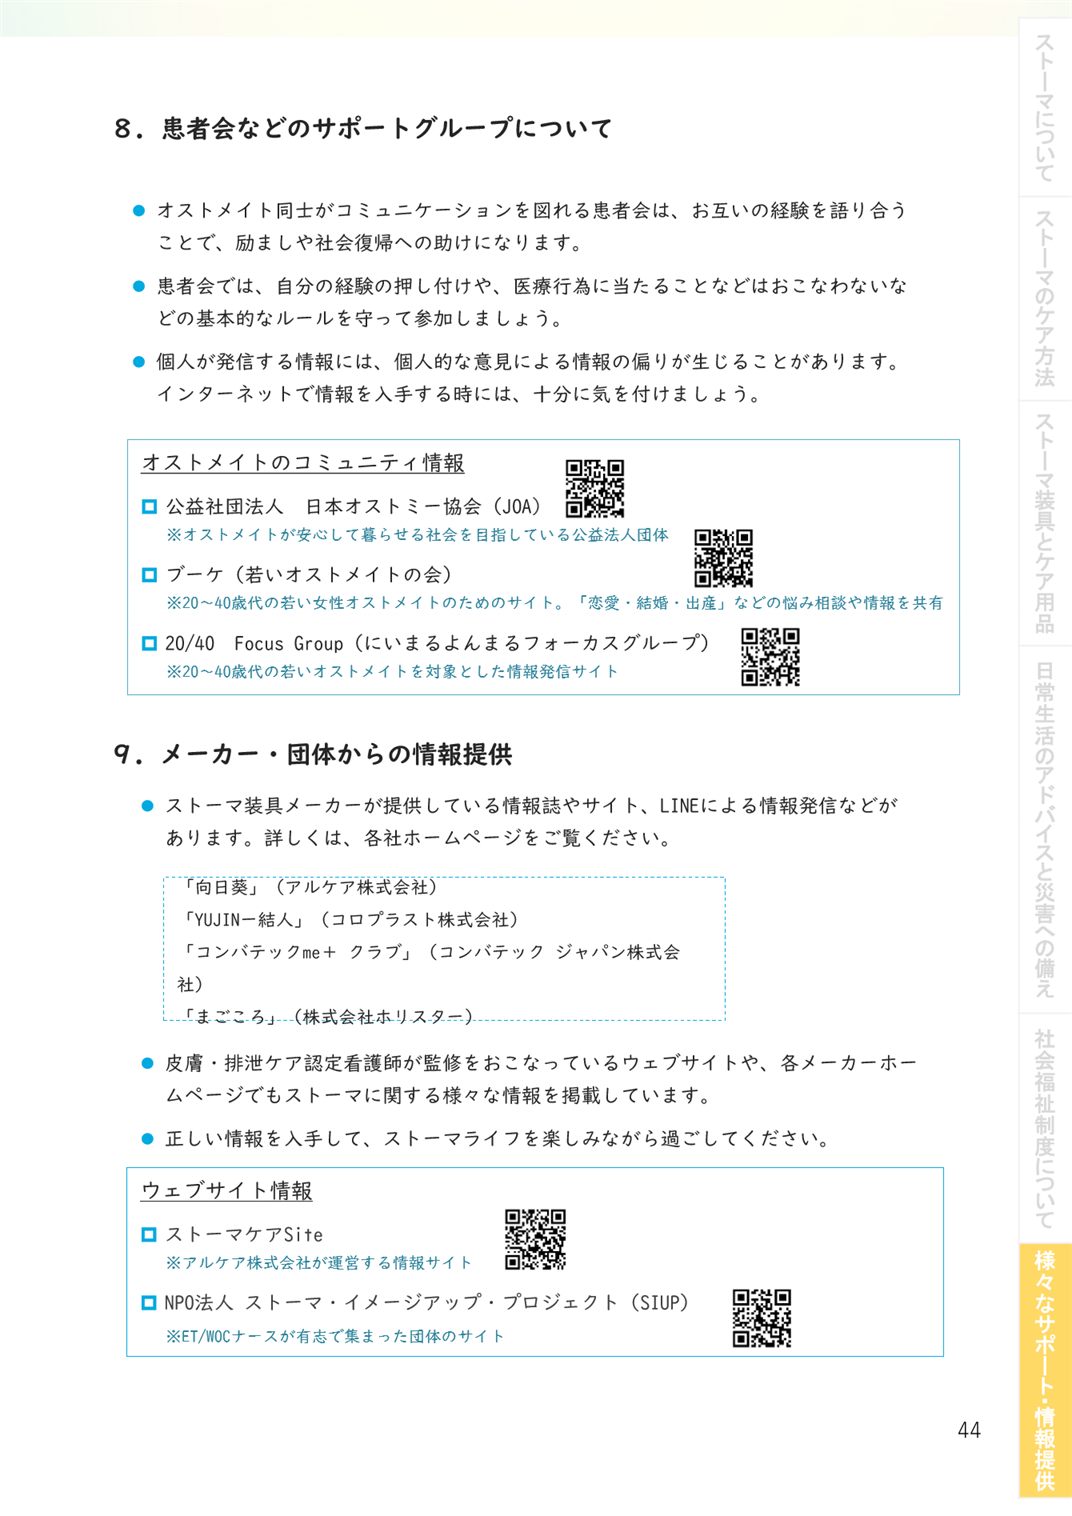 8．患者会などのサポートグループについて
● オストメイト同士がコミュニケーションを図れる患者会は、お互いの経験を語り合う
ことで、励ましや社会復帰への助けになります。
● 患者会では、自分の経験の押し付けや、医療行為に当たることなどはおこなわないな
どの基本的なルールを守って参加しましょう。
● 個人が発信する情報には、個人的な意見による情報の偏りが生じることがあります。
インターネットで情報を入手する時には、十分に気を付けましょう。
オストメイトのコミュニティ情報
公益社団法人　日本オストミー協会（JOA）
※オストメイトが安心して暮らせる社会を目指している公益法人団体
ブーケ（若いオストメイトの会）
※20〜40歳代の若い女性オストメイトのためのサイト。「恋愛・結婚・出産」などの悩み相談や情報を共有
20/40　Focus Group（にいまるよんまるフォーカスグループ）
※20〜40歳代の若いオストメイトを対象とした情報発信サイト
9．メーカー・団体からの情報提供
● ストーマ装具メーカーが提供している情報誌やサイト、LINEによる情報発信などが
あります。詳しくは、各社ホームページをご覧ください。
「向日葵」（アルケア株式会社）
「YUJINー結人」（コロプラスト株式会社）
「コンバテックme＋ クラブ」（コンバテック ジャパン株式会
社）
「まごころ」（株式会社ホリスター）
● 皮膚・排泄ケア認定看護師が監修をおこなっているウェブサイトや、各メーカーホー
ムページでもストーマに関する様々な情報を掲載しています。
● 正しい情報を入手して、ストーマライフを楽しみながら過ごしてください。
ウェブサイト情報
ストーマケアSite
※アルケア株式会社が運営する情報サイト
NPO法人 ストーマ・イメージアップ・プロジェクト（SIUP）
※ET/WOCナースが有志で集まった団体のサイト
44
ストーマについて
ストーマのケア方法
ストーマ装具とケア用品
日常生活のアドバイスと災害への備え
社会福祉制度について
様々なサポート・情報提供